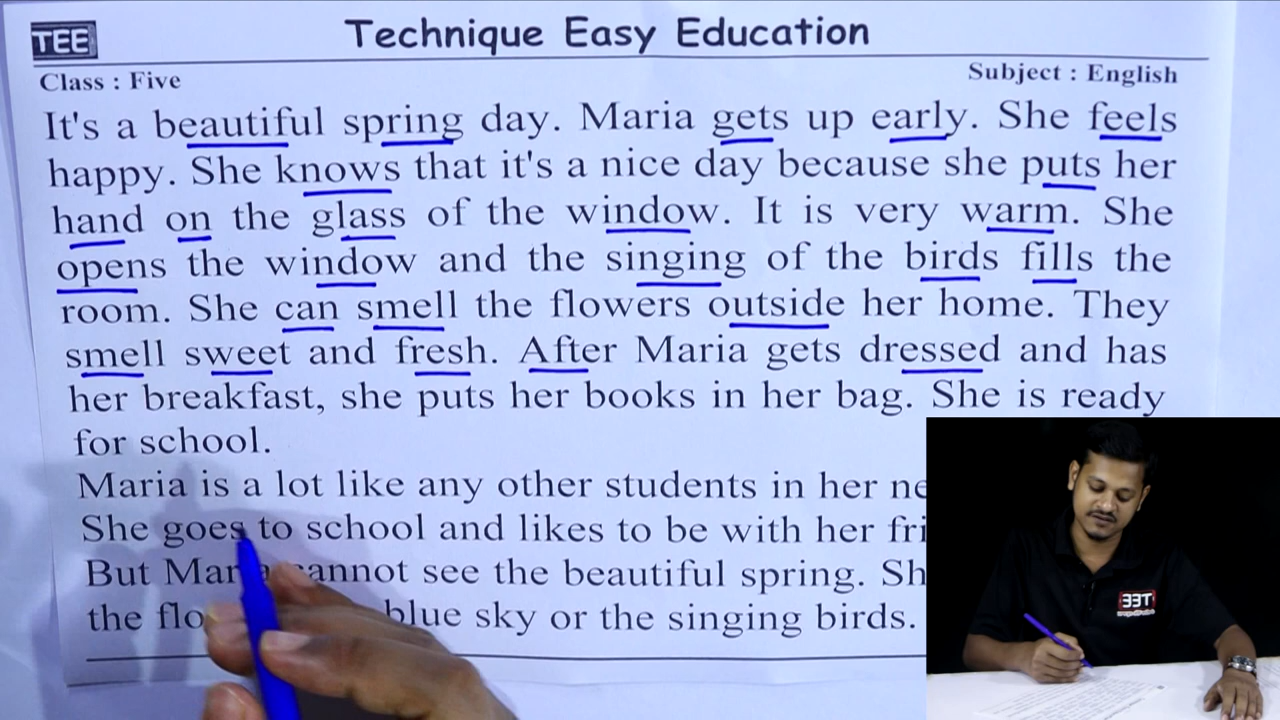 TEE
Technique Easy Education
Class : Five
Subject : English
It's a beautiful spring day. Maria gets up early. She feels
happy. She knows that it's a nice day because she puts her
hand on the glass of the window. It is very warm. She
opens the window and the singing of the birds fills the
room. She can smell the flowers outside her home. They
smell sweet and fresh. After Maria gets dressed and has
her breakfast, she puts her books in her bag. She is ready
for school.
Maria is a lot like any other students in her
She goes to school and likes to be with her
But cannot see the beautiful spring.
the blue sky or the singing birds.